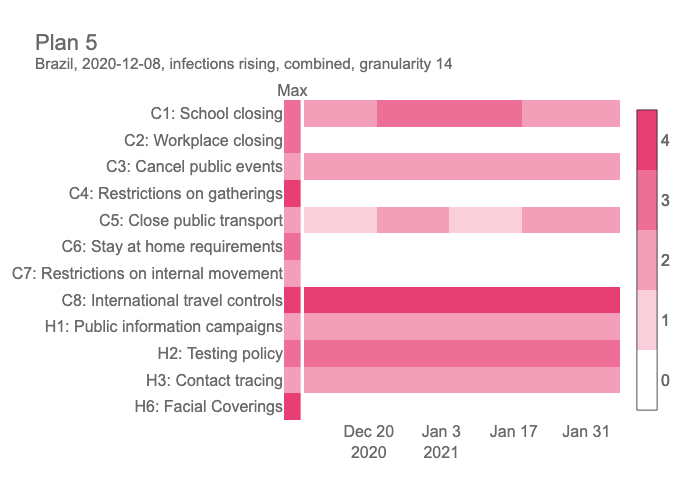 Plan 5
Brazil, 2020-12-08, infections rising, combined, granularity 14
Max
C1: School closing
C2: Workplace closing
C3: Cancel public events
C4: Restrictions on gatherings
C5: Close public transport
C6: Stay at home requirements
C7: Restrictions on internal movement
C8: International travel controls
H1: Public information campaigns
H2: Testing policy
H3: Contact tracing
H6: Facial Coverings
4
3
2
1
0
Dec 20 Jan 3 Jan 17 Jan 31
2020 2021